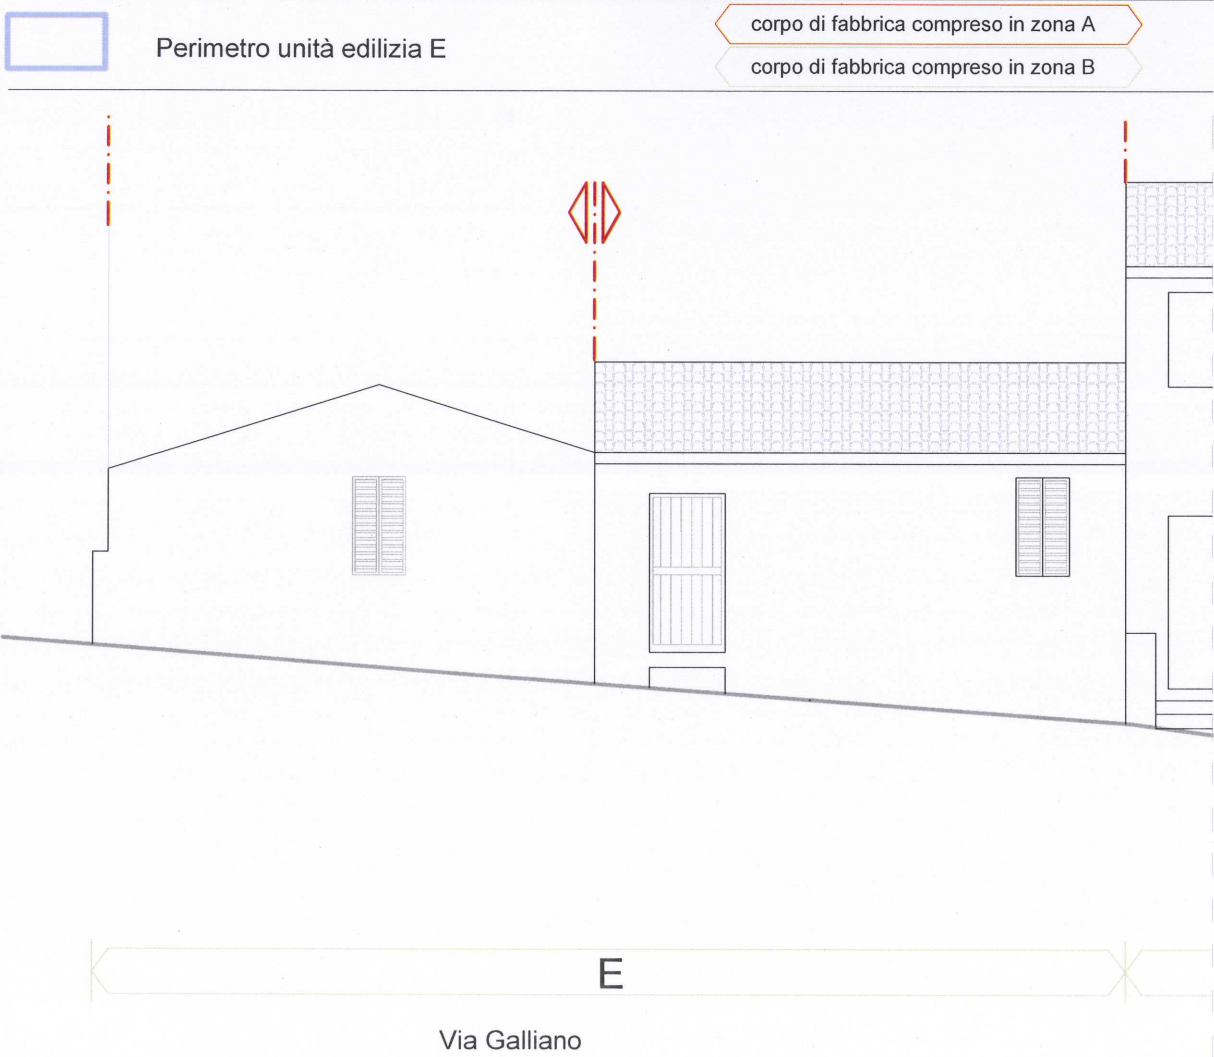 Perimetro unità edilizia E
corpo di fabbrica compreso in zona A
corpo di fabbrica compreso in zona B
E
Via Galliano